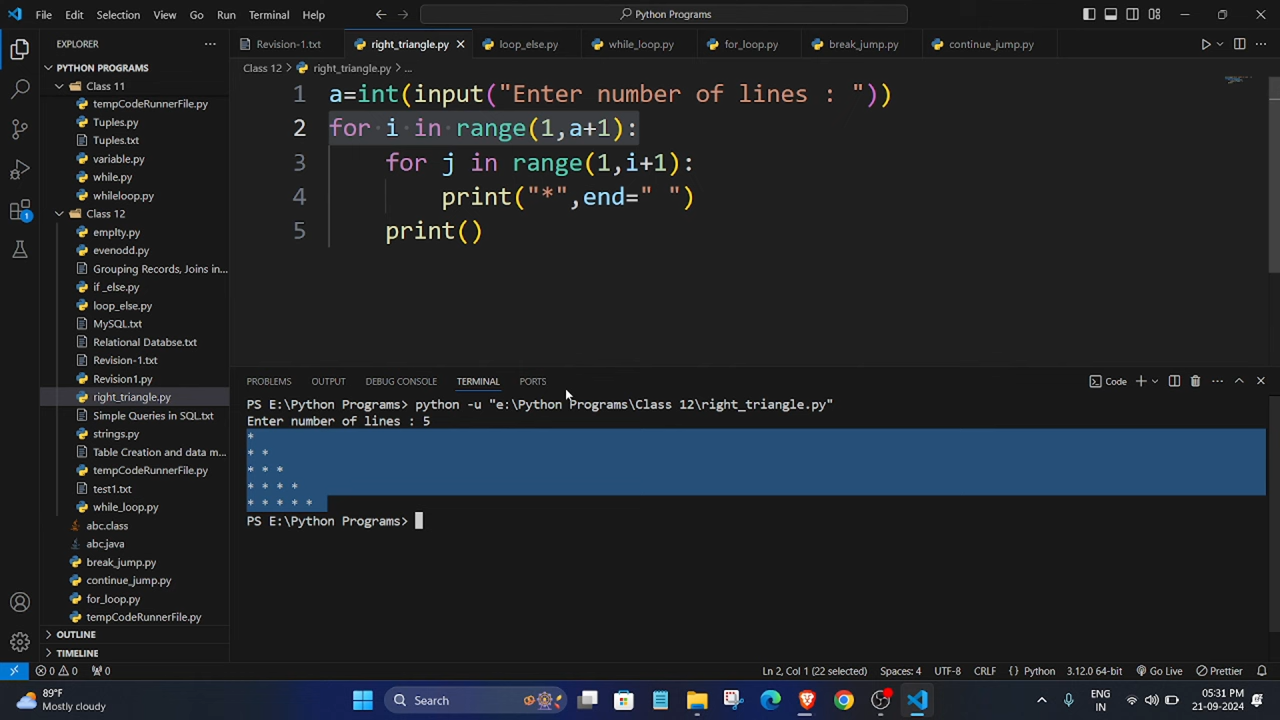 File Edit Selection View Go Run Terminal Help
Python Programs
EXPLORER
Revision-1.txt
right_triangle.py
loop_else.py
while_loop.py
for_loop.py
break_jump.py
continue_jump.py
PYTHON PROGRAMS
Class 12 > right_triangle.py > ...
Class 11
tempCodeRunnerFile.py
Tuples.py
Tuples.txt
variable.py
while.py
whileloop.py
Class 12
emplty.py
evenodd.py
Grouping Records, Joins in...
if _else.py
loop_else.py
MySQL.txt
Relational Databse.txt
Revision-1.txt
Revision1.py
right_triangle.py
Simple Queries in SQL.txt
strings.py
Table Creation and data m...
tempCodeRunnerFile.py
test1.txt
while_loop.py
abc.class
abc.java
break_jump.py
continue_jump.py
for_loop.py
tempCodeRunnerFile.py
OUTLINE
TIMELINE
1
1 a=int(input("Enter number of lines : "))
2 for i in range(1,a+1):
3 for j in range(1,i+1):
4 print("*",end=" ")
5 print()
PROBLEMS OUTPUT DEBUG CONSOLE TERMINAL PORTS
Code
PS E:\Python Programs> python -u "e:\Python Programs\Class 12\right_triangle.py"
Enter number of lines : 5
*
* *
* * *
* * * *
* * * * *
PS E:\Python Programs>
0 0 0
Ln 2, Col 1 (22 selected) Spaces: 4 UTF-8 CRLF {} Python 3.12.0 64-bit Go Live Prettier
89°F
Mostly cloudy
Search
ENG
IN
05:31 PM
21-09-2024